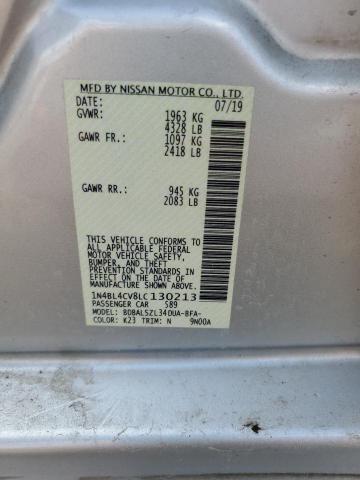 MFD BY NISSAN MOTOR CO., LTD.
DATE: 07/19
GVWR: 1963 KG
4328 LB
GAWR FR.: 1097 KG
2418 LB
GAWR RR.: 945 KG
2083 LB
THIS VEHICLE CONFORMS TO
ALL APPLICABLE FEDERAL
MOTOR VEHICLE SAFETY,
BUMPER, AND THEFT
PREVENTION STANDARDS
IN EFFECT ON THE DATE OF
MANUFACTURE SHOWN ABOVE.
1N4BL4CV8LC130213
PASSENGER CAR S89
MODEL: BDBALSZL34DUA-BFA-
COLOR: K23 TRIM: N 9N00A